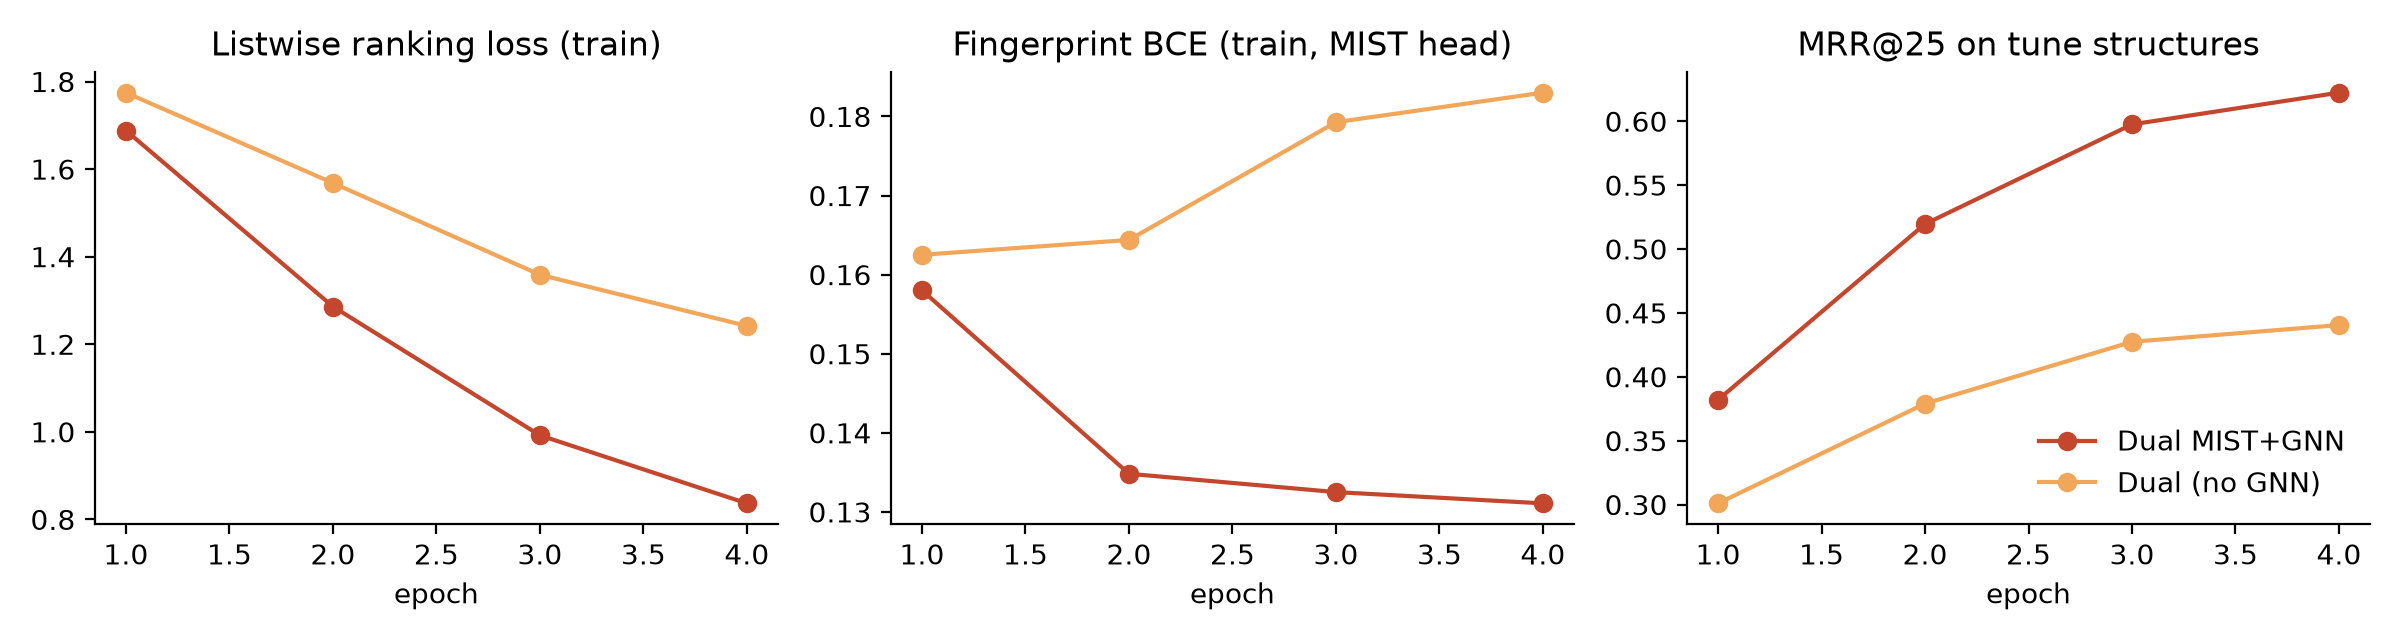 Listwise ranking loss (train)
1.8
1.6
1.4
1.2
1.0
0.8
1.0 1.5 2.0 2.5 3.0 3.5 4.0
epoch
Fingerprint BCE (train, MIST head)
0.18
0.17
0.16
0.15
0.14
0.13
1.0 1.5 2.0 2.5 3.0 3.5 4.0
epoch
MRR@25 on tune structures
0.60
0.55
0.50
0.45
0.40
0.35
0.30
Dual MIST+GNN
Dual (no GNN)
1.0 1.5 2.0 2.5 3.0 3.5 4.0
epoch